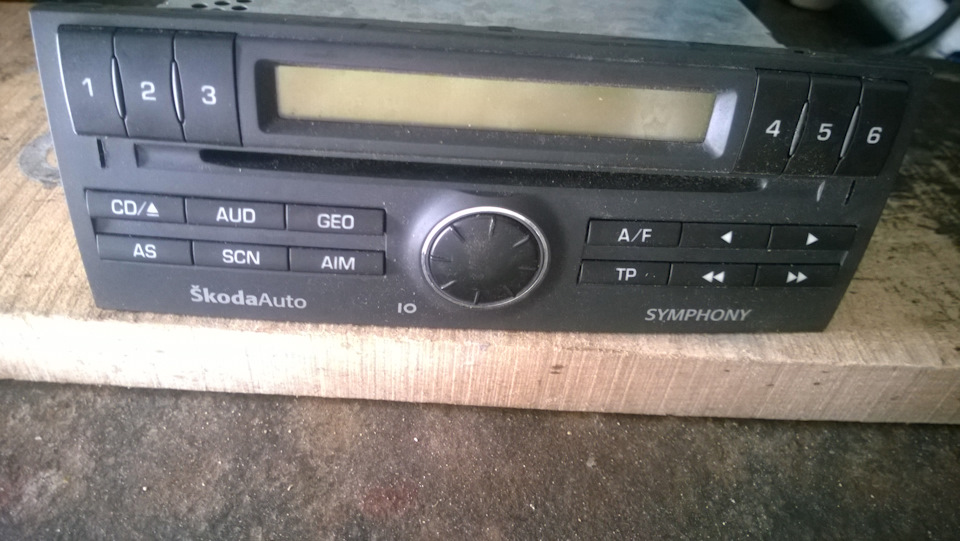 1 2 3 4 5 6
CD/⏏ AUD GEO A/F ◀ ▶
AS SCN AIM TP ◀◀ ▶▶
ŠkodaAuto IO SYMPHONY